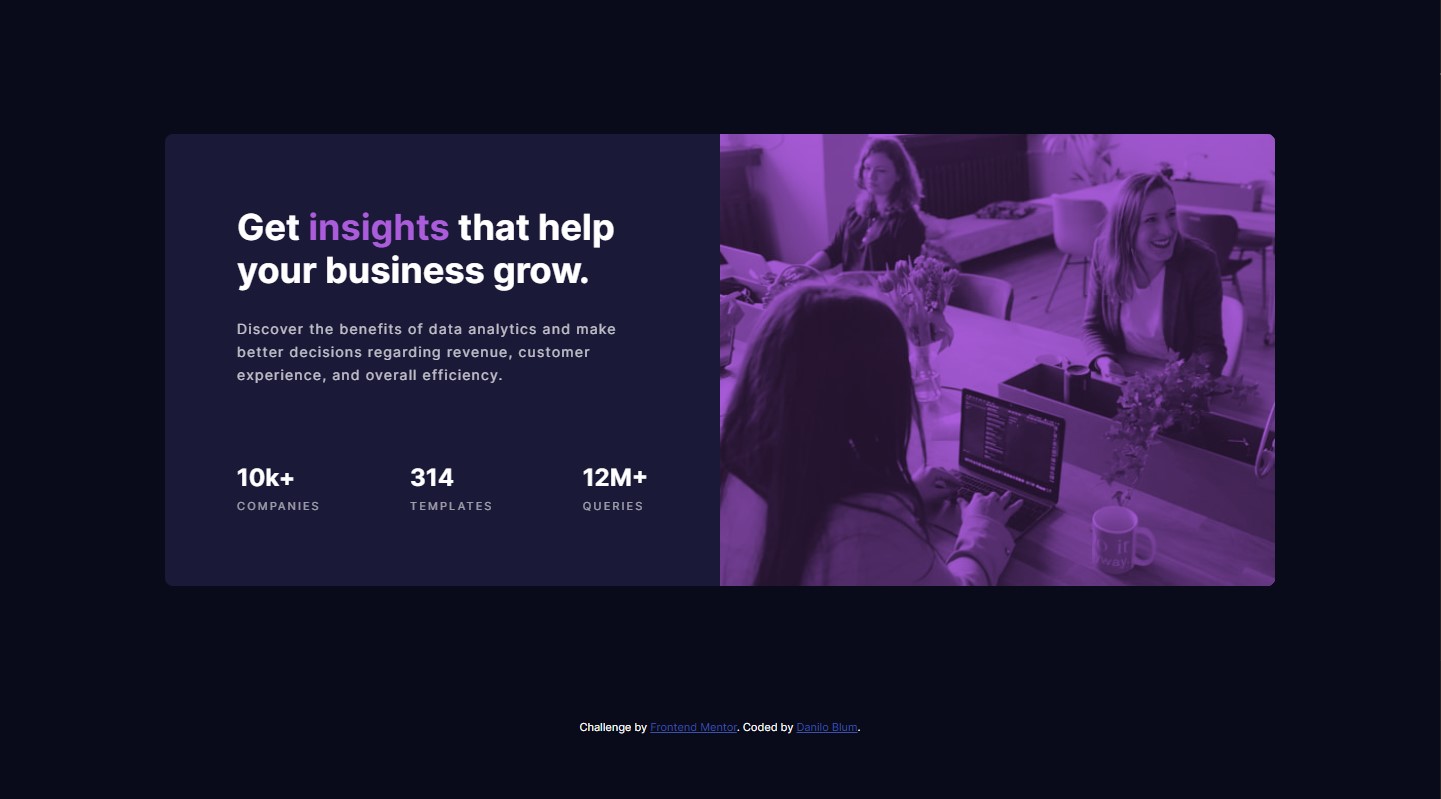 Get insights that help
your business grow.
Discover the benefits of data analytics and make
better decisions regarding revenue, customer
experience, and overall efficiency.
10k+ 314 12M+
COMPANIES TEMPLATES QUERIES
it
way
Challenge by Frontend Mentor. Coded by Danilo Blum.